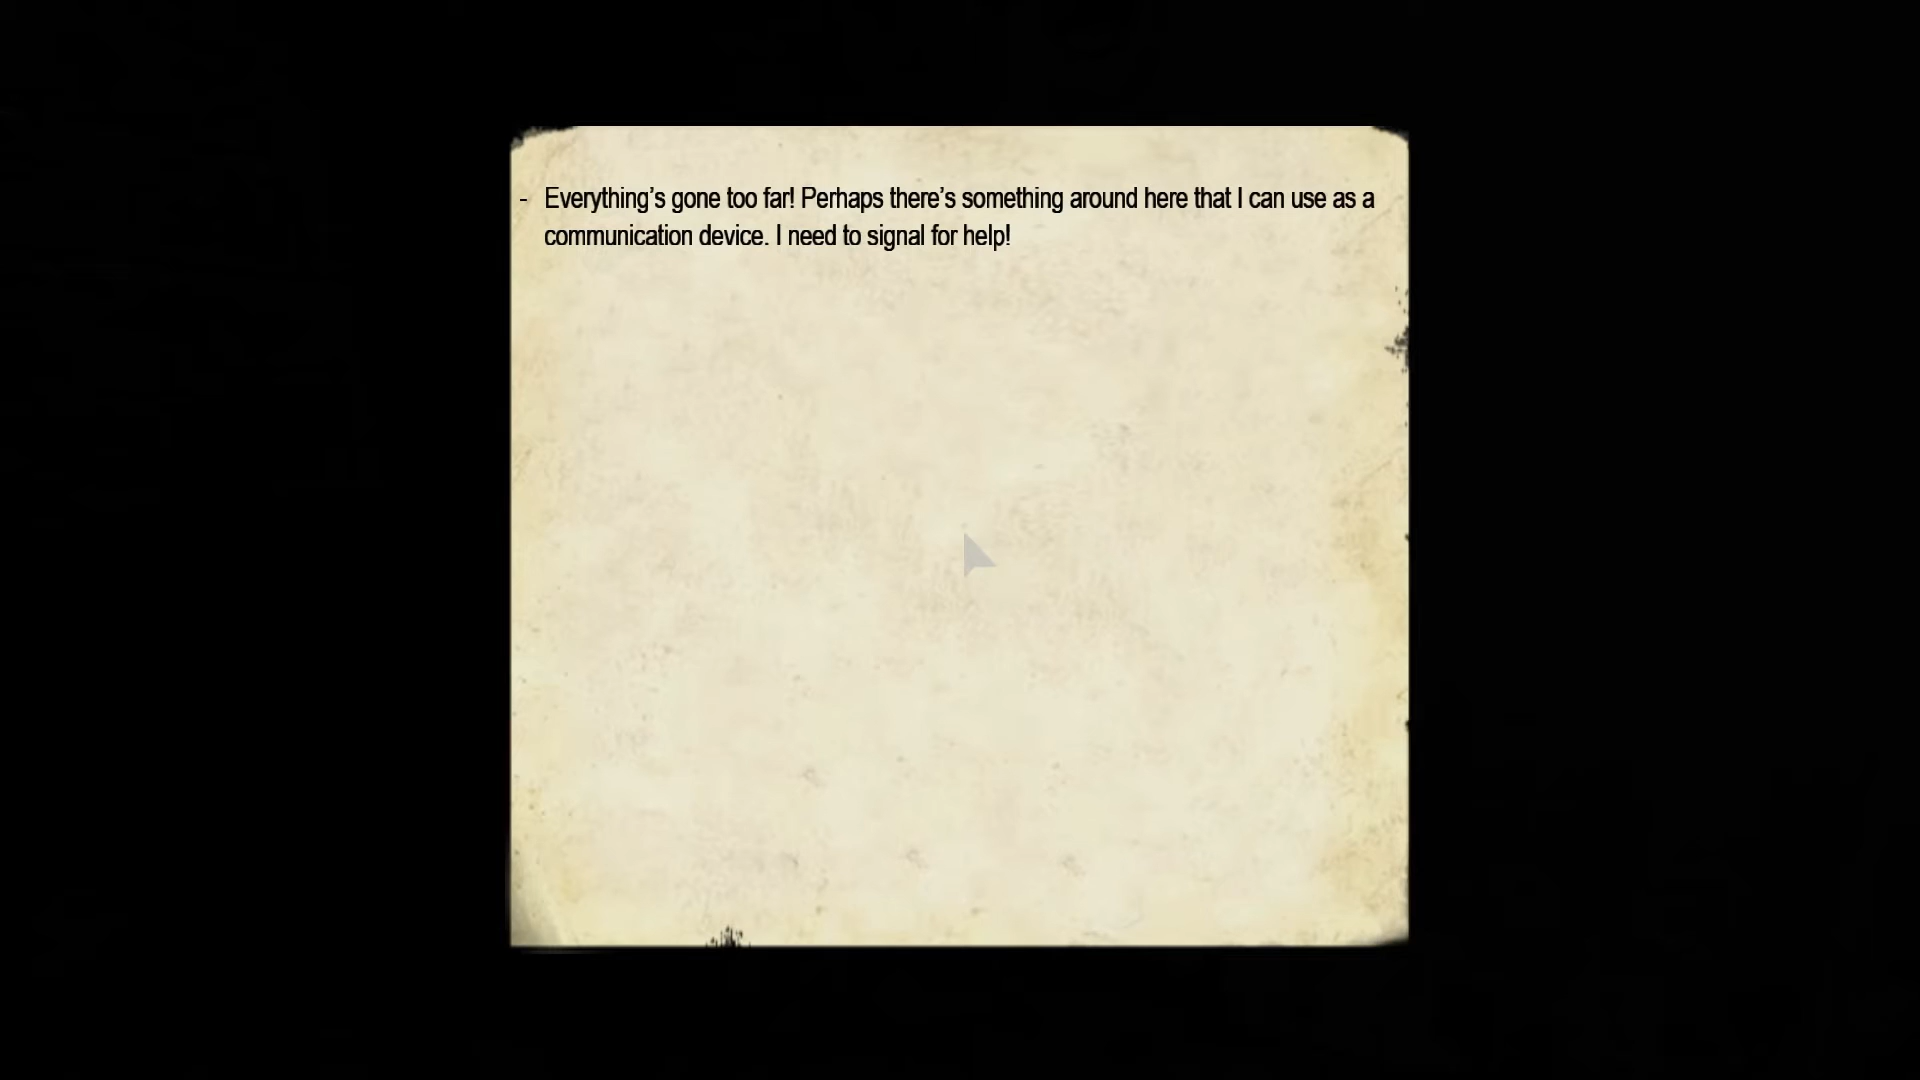 - Everything’s gone too far! Perhaps there’s something around here that I can use as a
communication device. I need to signal for help!